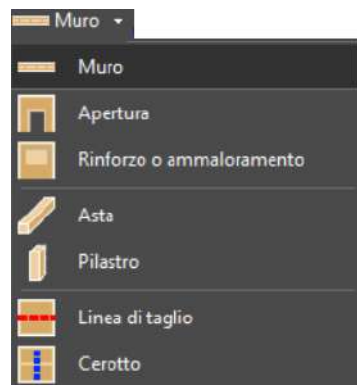 Muro
Muro
Apertura
Rinforzo o ammaloramento
Asta
Pilastro
Linea di taglio
Cerotto